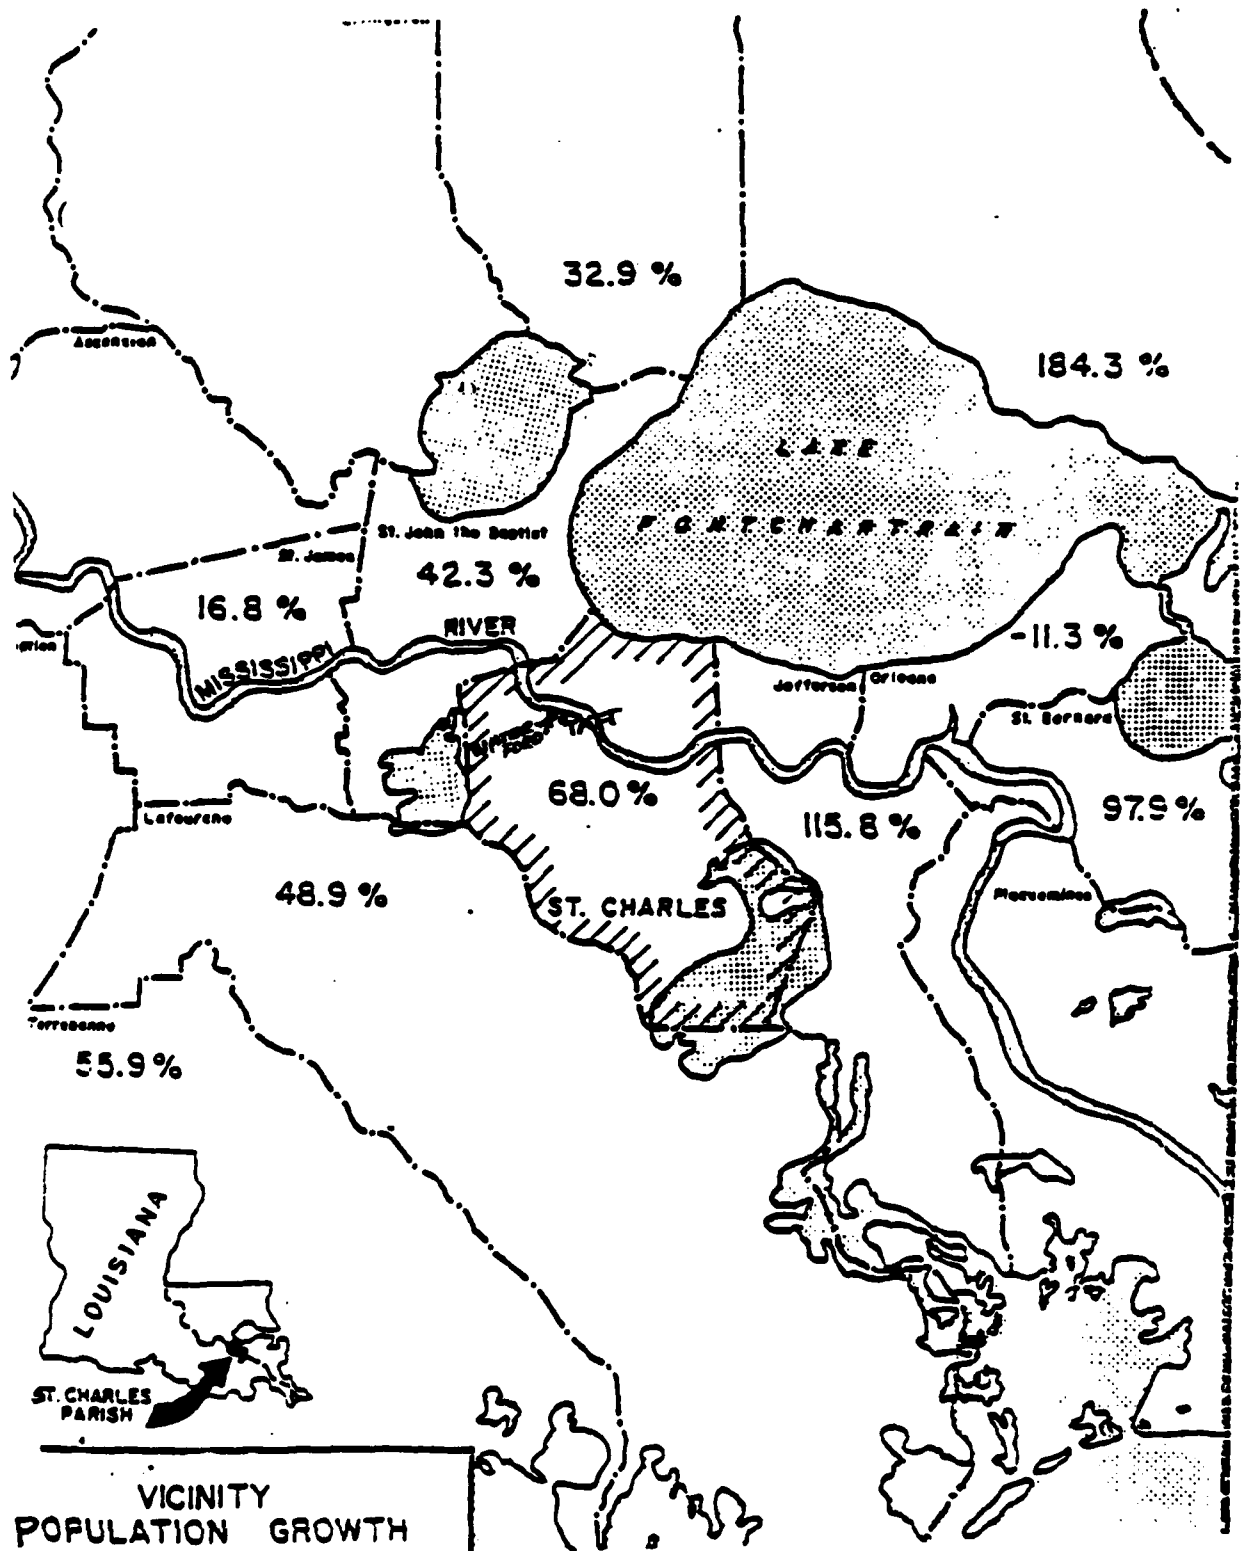 32.9 %
Ascension
184.3 %
LAKE
PONTCHARTRAIN
St. John the Baptist
St. James
42.3 %
16.8 %
RIVER
MISSISSIPPI
-11.3 %
Jefferson
Orleans
St. Bernard
68.0 %
115.8 %
97.9 %
Lafourche
48.9 %
Plaquemines
ST. CHARLES
Terrebonne
55.9 %
LOUISIANA
ST. CHARLES
PARISH
VICINITY
POPULATION GROWTH